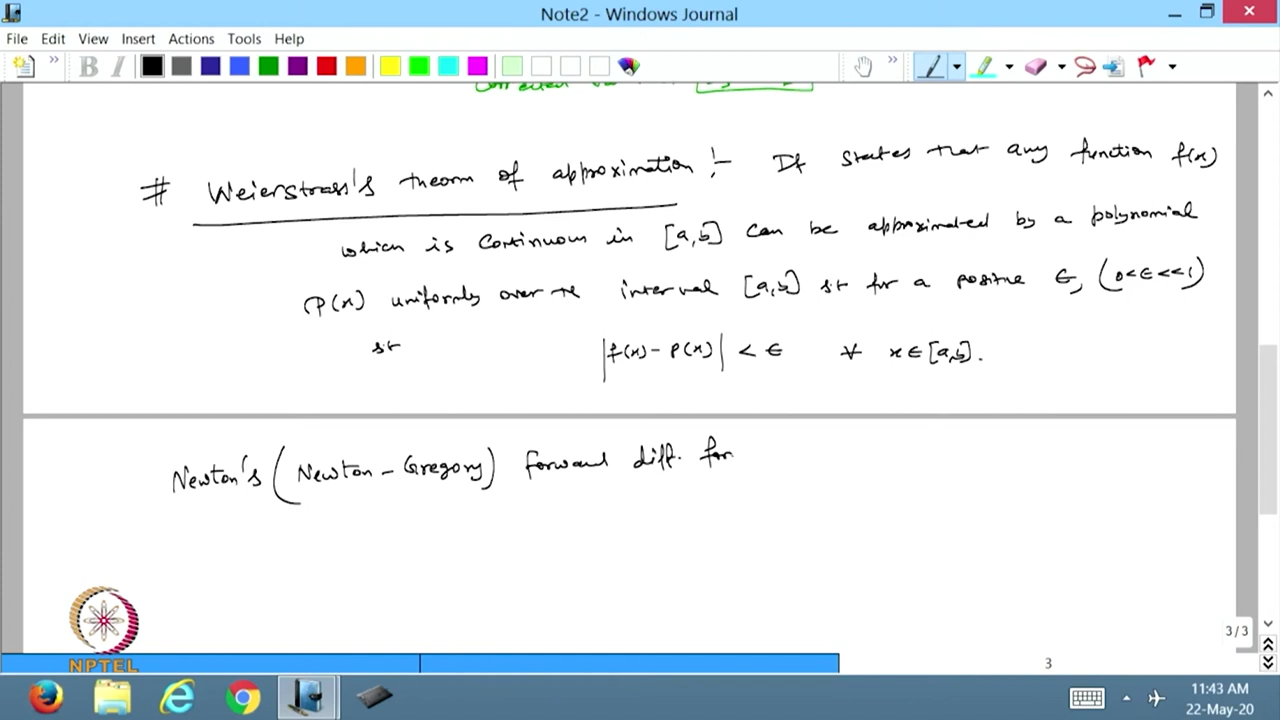 Note2 - Windows Journal
File Edit View Insert Actions Tools Help
# Weierstrass's theorm of approximation :- It states that any function f(x)
which is continuous in [a,b] can be approximated by a polynomial
P(x) uniformly over the interval [a,b] st for a positive ϵ, (0<ϵ<<1)
st |f(x) - P(x)| < ϵ ∀ x ∈ [a,b].
Newton's (Newton - Gregory) forward diff. for
NPTEL
3/3
3
11:43 AM
22-May-20